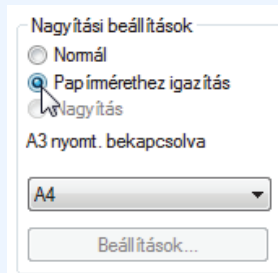 Nagyítási beállítások
Normál
Papírmérethez igazítás
Nagyítás
A3 nyomt. bekapcsolva
A4
Beállítások...